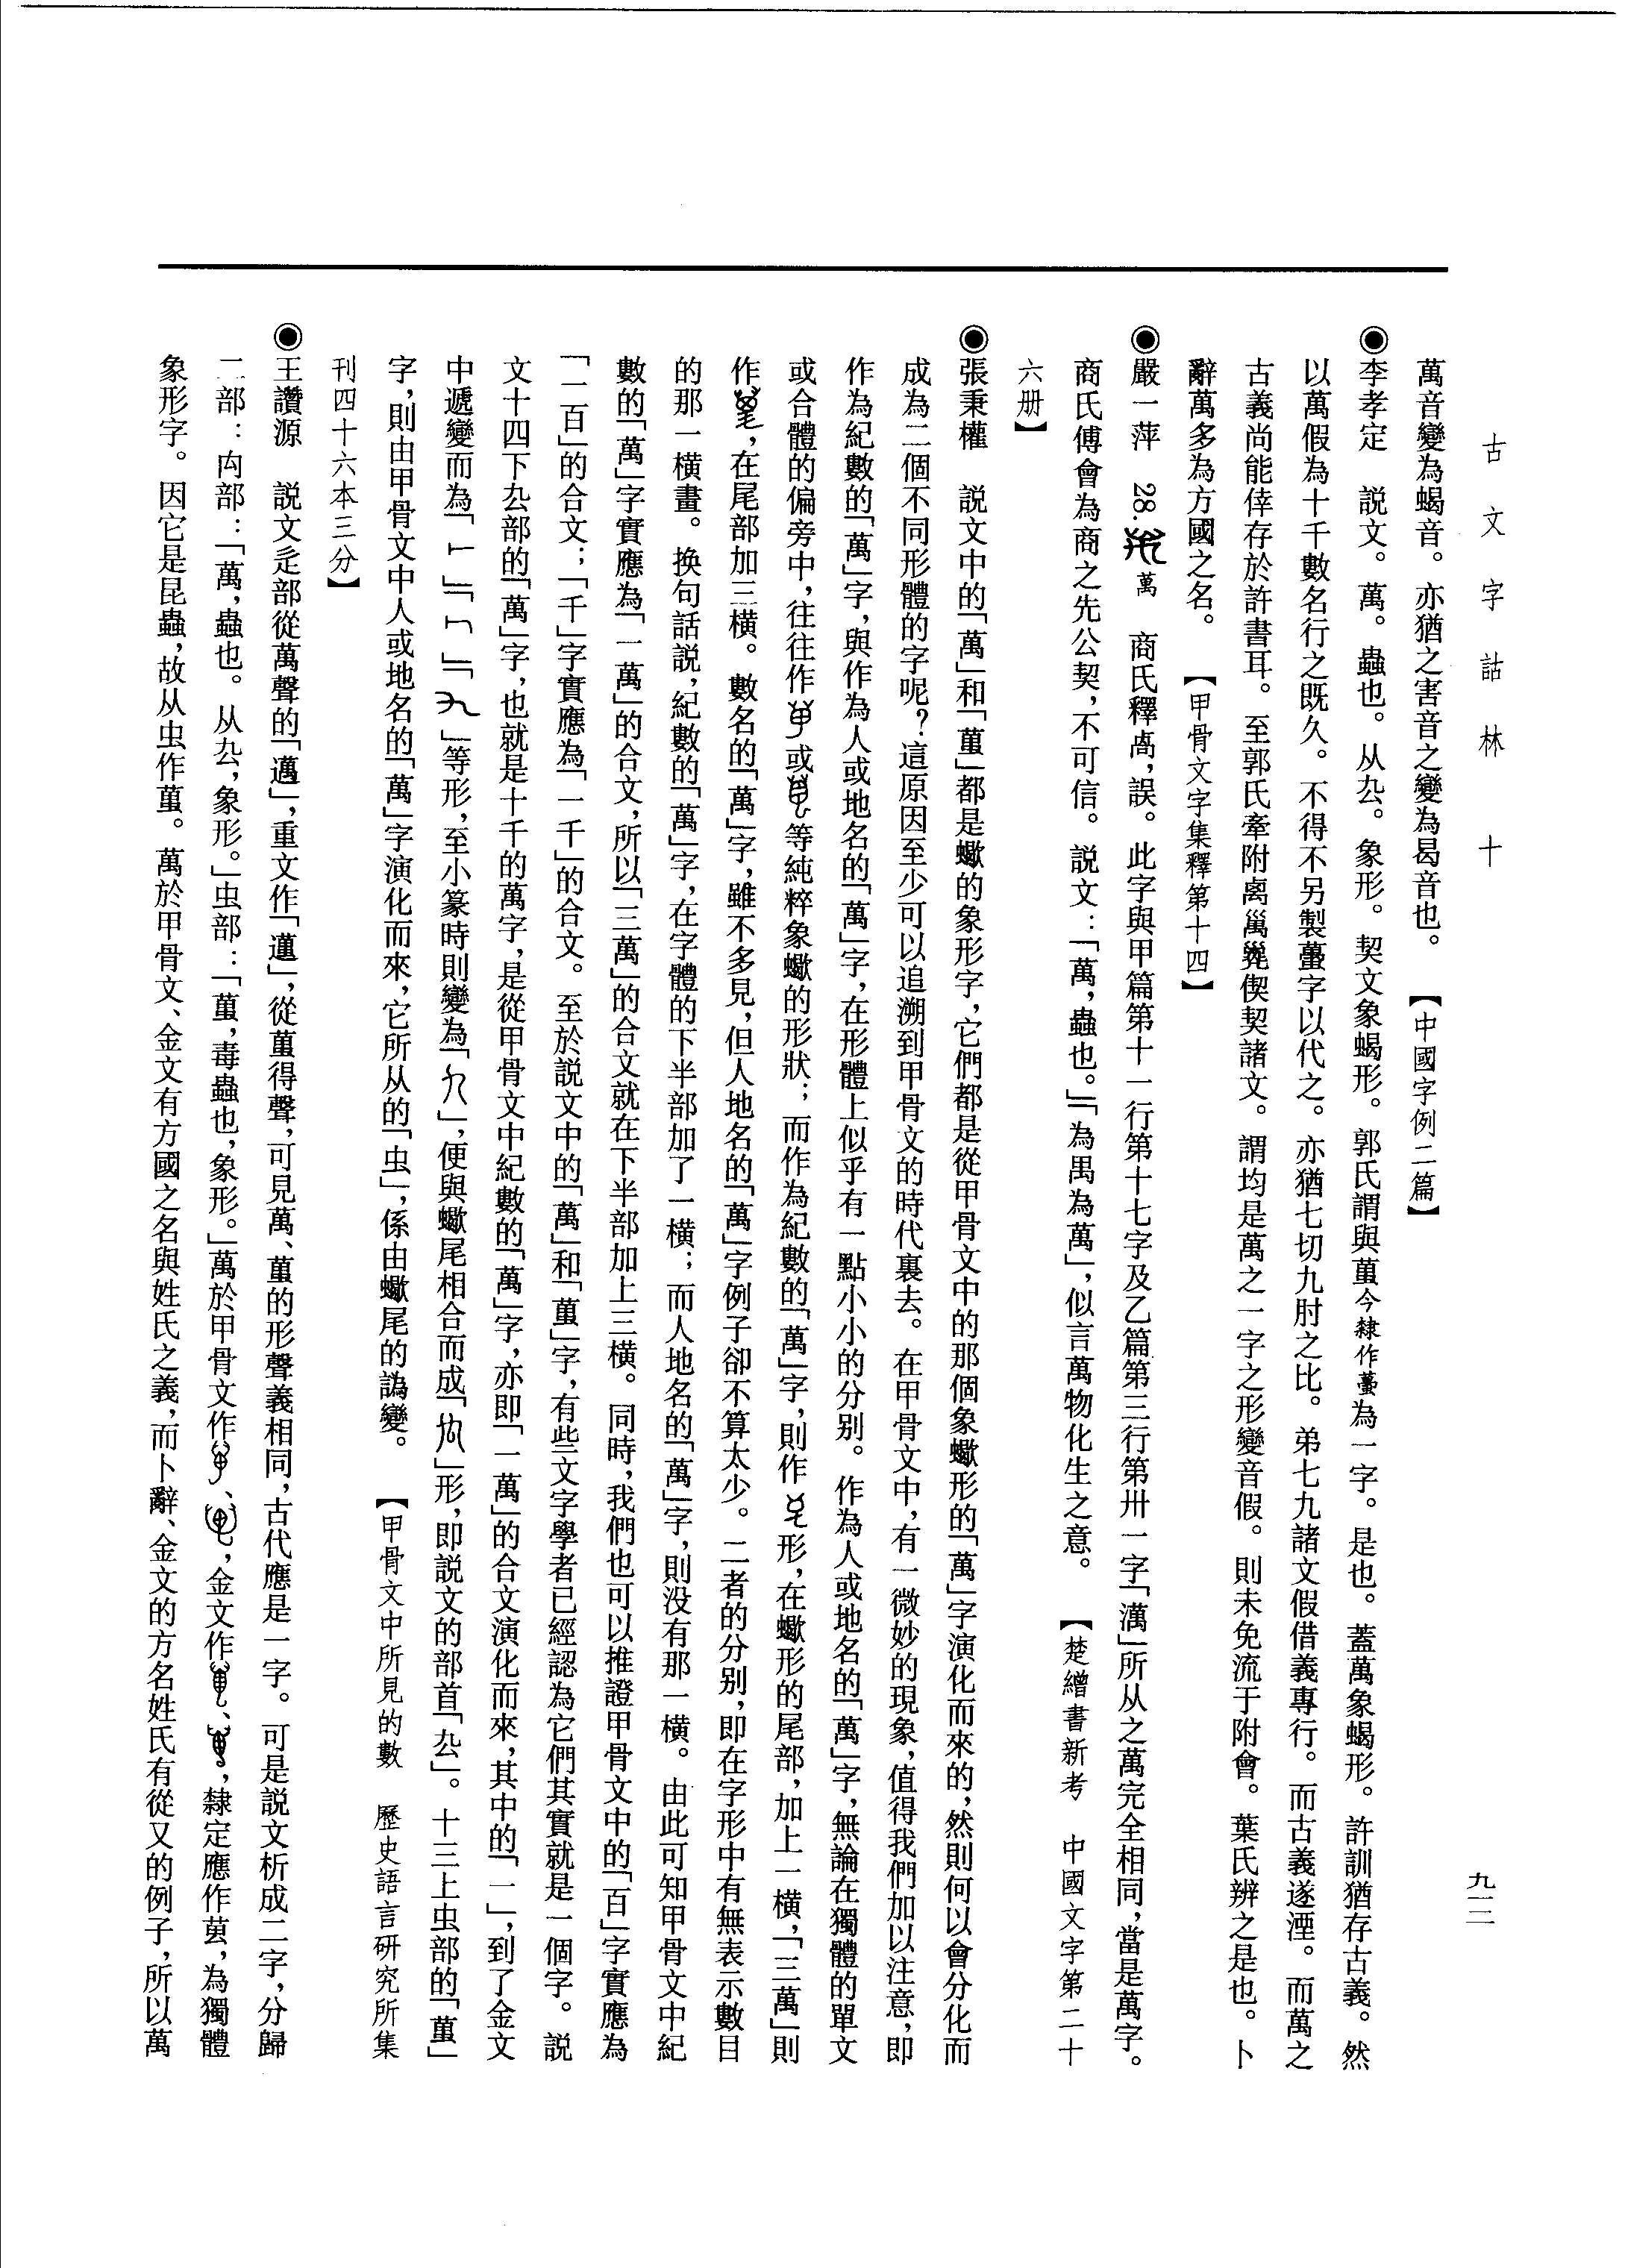 古文字詁林 十
九一二
萬音變為蝎音。亦猶之害音之變為曷音也。 【中國字例二篇】
◉李孝定 説文。萬。蟲也。从厹。象形。契文象蝎形。郭氏謂與䘍今隸作蠆為一字。是也。蓋萬象蝎形。許訓猶存古義。然
以萬假為十千數名行之既久。不得不另製蠆字以代之。亦猶七切九肘之比。弟七九諸文假借義專行。而古義遂湮。而萬之
古義尚能倖存於許書耳。至郭氏牽附离偰契諸文。謂均是萬之一字之形變音假。則未免流于附會。葉氏辨之是也。卜
辭萬多為方國之名。 【甲骨文字集釋第十四】
◉嚴一萍 28. 萬 商氏釋卨,誤。此字與甲篇第十一行第十七字及乙篇第三行第卅一字「澫」所从之萬完全相同,當是萬字。
商氏傅會為商之先公契,不可信。説文:「萬,蟲也。」「為禺為萬」,似言萬物化生之意。 【楚繒書新考 中國文字第二十
六册】
◉張秉權 説文中的「萬」和「䘍」都是蠍的象形字,它們都是從甲骨文中的那個象蠍形的「萬」字演化而來的,然則何以會分化而
成為二個不同形體的字呢?這原因至少可以追溯到甲骨文的時代裏去。在甲骨文中,有一微妙的現象,值得我們加以注意,即
作為紀數的「萬」字,與作為人或地名的「萬」字,在形體上似乎有一點小小的分别。作為人或地名的「萬」字,無論在獨體的單文
或合體的偏旁中,往往作 或 等純粹象蠍的形狀;而作為紀數的「萬」字,則作 形,在蠍形的尾部,加上一横,「三萬」則
作 ,在尾部加三横。數名的「萬」字,雖不多見,但人地名的「萬」字例子卻不算太少。二者的分别,即在字形中有無表示數目
的那一横畫。换句話説,紀數的「萬」字,在字體的下半部加了一横;而人地名的「萬」字,則没有那一横。由此可知甲骨文中紀
數的「萬」字實應為「一萬」的合文,所以「三萬」的合文就在下半部加上三横。同時,我們也可以推證甲骨文中的「百」字實應為
「一百」的合文;「千」字實應為「一千」的合文。至於説文中的「萬」和「䘍」字,有些文字學者已經認為它們其實就是一個字。説
文十四下厹部的「萬」字,也就是十千的萬字,是從甲骨文中紀數的「萬」字,亦即「一萬」的合文演化而來,其中的「一」,到了金文
中遞變而為「 」「 」「 」等形,至小篆時則變為「 」,便與蠍尾相合而成「 」形,即説文的部首「厹」。十三上虫部的「䘍」
字,則由甲骨文中人或地名的「萬」字演化而來,它所从的「虫」,係由蠍尾的譌變。 【甲骨文中所見的數 歷史語言研究所集
刊四十六本三分】
◉王讚源 説文辵部從萬聲的「邁」,重文作「𨘹」,從䘍得聲,可見萬、䘍的形聲義相同,古代應是一字。可是説文析成二字,分歸
二部:禸部:「萬,蟲也。从厹,象形。」虫部:「䘍,毒蟲也,象形。」萬於甲骨文作 、 ,金文作 、 ,隸定應作 ,為獨體
象形字。因它是昆蟲,故从虫作䘍。萬於甲骨文、金文有方國之名與姓氏之義,而卜辭、金文的方名姓氏有從又的例子,所以萬